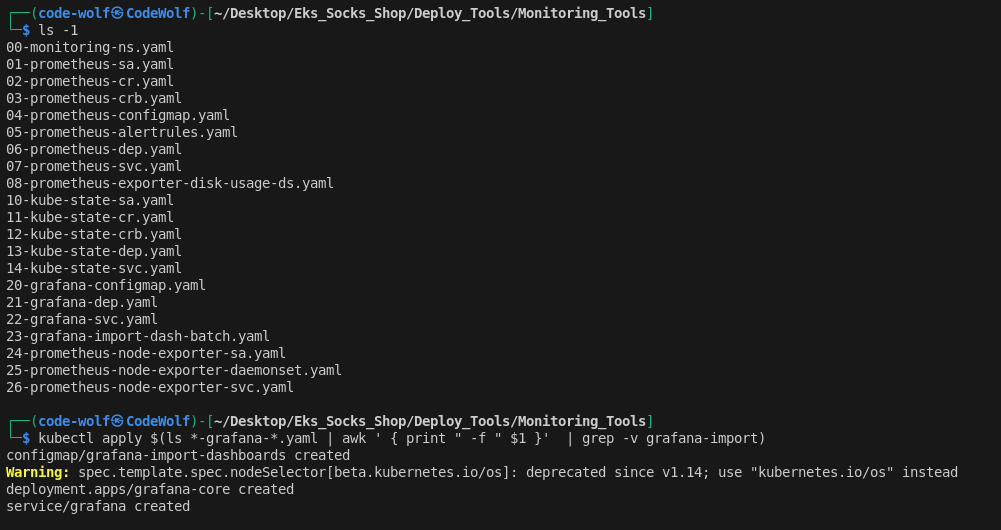 ┌──(code-wolf㉿CodeWolf)-[~/Desktop/Eks_Socks_Shop/Deploy_Tools/Monitoring_Tools]
└─$ ls -1
00-monitoring-ns.yaml
01-prometheus-sa.yaml
02-prometheus-cr.yaml
03-prometheus-crb.yaml
04-prometheus-configmap.yaml
05-prometheus-alertrules.yaml
06-prometheus-dep.yaml
07-prometheus-svc.yaml
08-prometheus-exporter-disk-usage-ds.yaml
10-kube-state-sa.yaml
11-kube-state-cr.yaml
12-kube-state-crb.yaml
13-kube-state-dep.yaml
14-kube-state-svc.yaml
20-grafana-configmap.yaml
21-grafana-dep.yaml
22-grafana-svc.yaml
23-grafana-import-dash-batch.yaml
24-prometheus-node-exporter-sa.yaml
25-prometheus-node-exporter-daemonset.yaml
26-prometheus-node-exporter-svc.yaml
┌──(code-wolf㉿CodeWolf)-[~/Desktop/Eks_Socks_Shop/Deploy_Tools/Monitoring_Tools]
└─$ kubectl apply $(ls *-grafana-*.yaml | awk ' { print " -f " $1 }'  | grep -v grafana-import)
configmap/grafana-import-dashboards created
Warning: spec.template.spec.nodeSelector[beta.kubernetes.io/os]: deprecated since v1.14; use "kubernetes.io/os" instead
deployment.apps/grafana-core created
service/grafana created